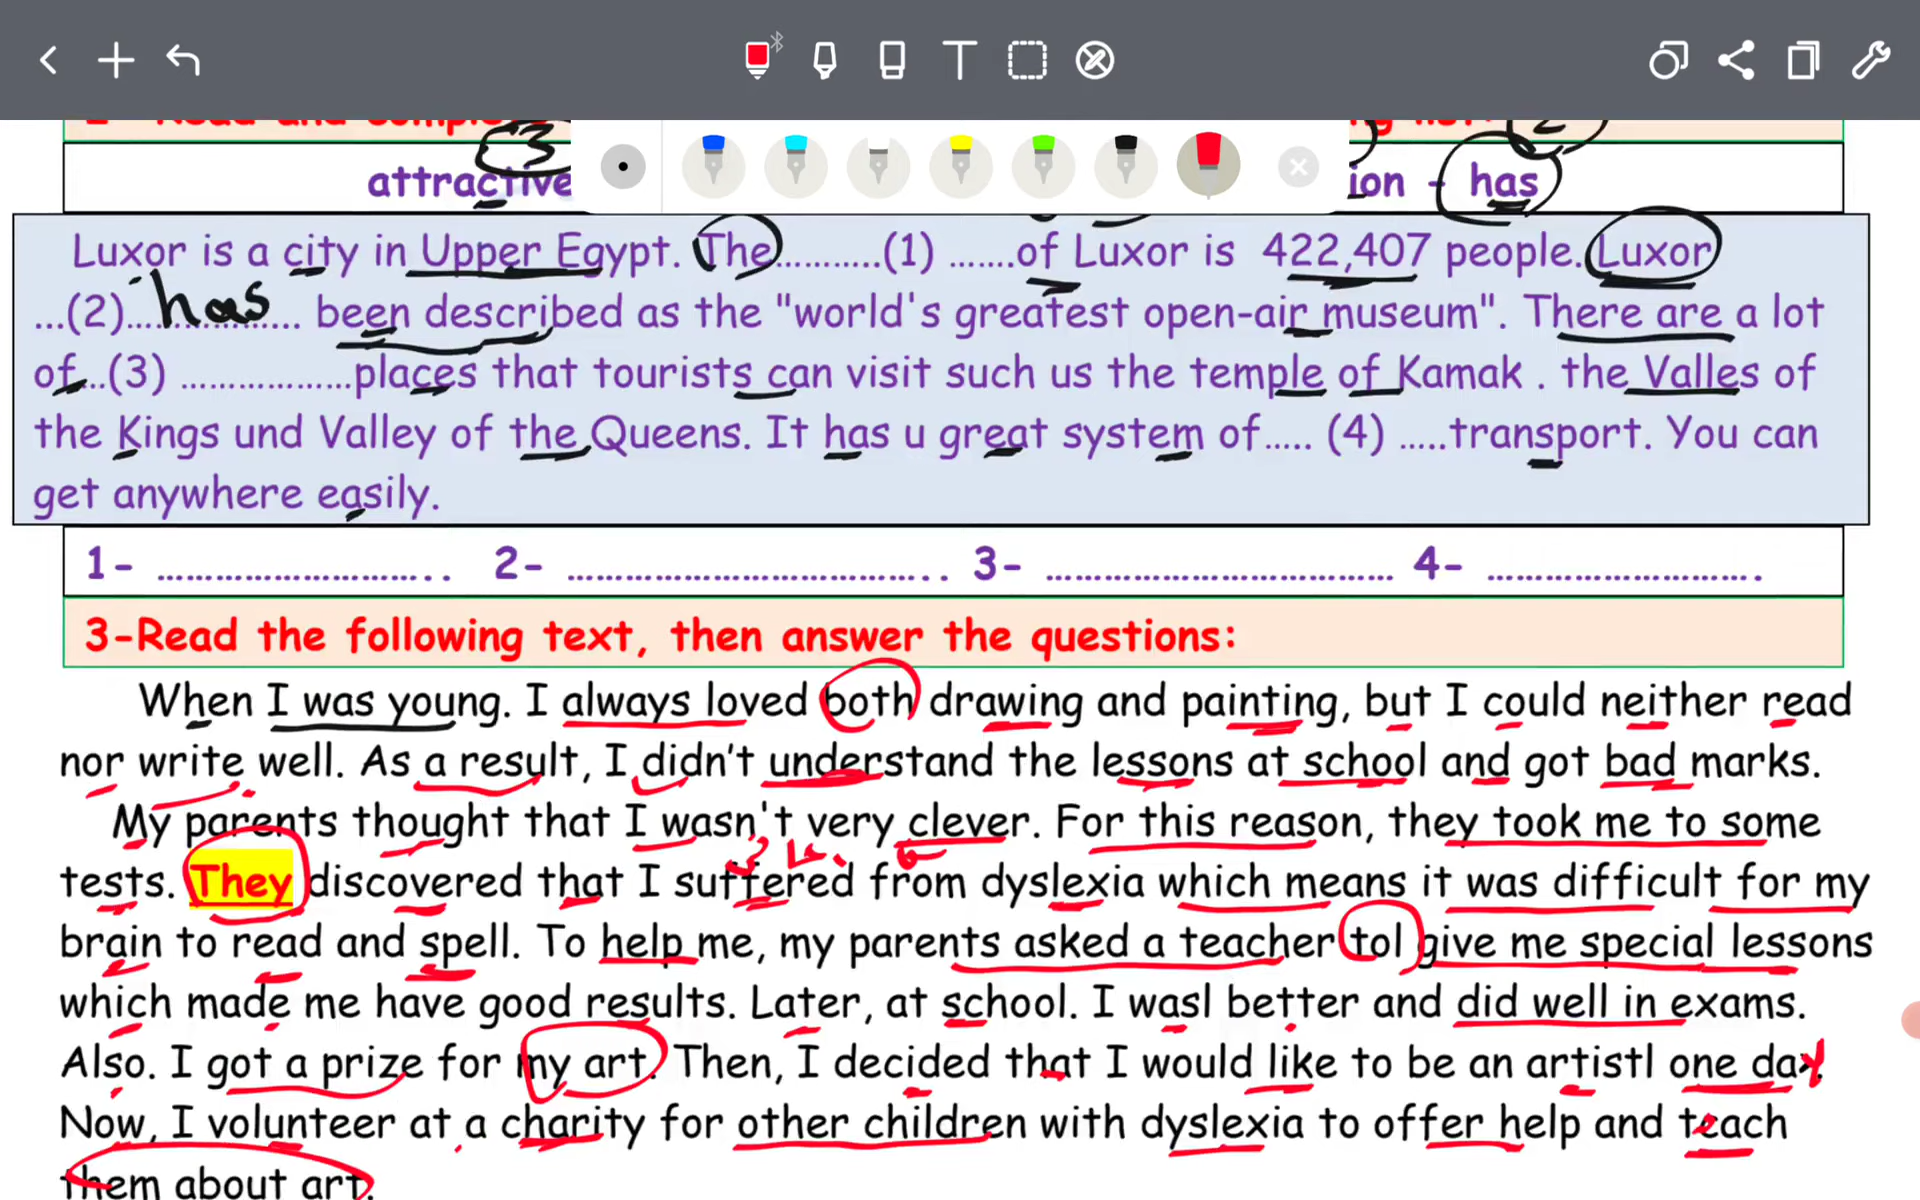 3
attractive ion - has
Luxor is a city in Upper Egypt. The...........(1) .......of Luxor is 422,407 people. Luxor
...(2)... has ... been described as the "world's greatest open-air museum". There are a lot
of...(3) ..................places that tourists can visit such us the temple of Kamak . the Valles of
the Kings und Valley of the Queens. It has u great system of..... (4) .....transport. You can
get anywhere easily.
1- .......................... 2- .................................. 3- ................................ 4- .........................
3-Read the following text, then answer the questions:
When I was young. I always loved both drawing and painting, but I could neither read
nor write well. As a result, I didn't understand the lessons at school and got bad marks.
My parents thought that I wasn't very clever. For this reason, they took me to some
tests. They discovered that I suffered from dyslexia which means it was difficult for my
brain to read and spell. To help me, my parents asked a teacher tol give me special lessons
which made me have good results. Later, at school. I wasl better and did well in exams.
Also. I got a prize for my art. Then, I decided that I would like to be an artistl one day
Now, I volunteer at a charity for other children with dyslexia to offer help and teach
them about art.